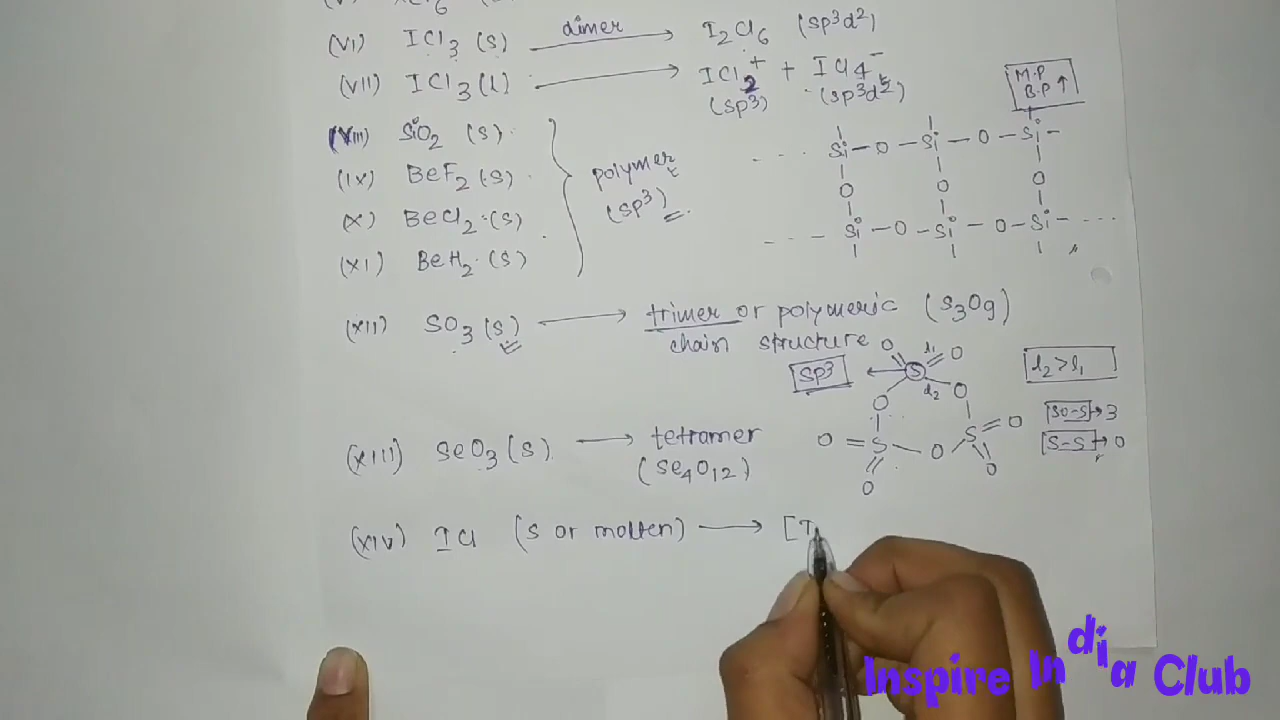 (VI) ICl3 (s) dimer → I2Cl6 (sp3d2)
(VII) ICl3(l) → ICl2+ + ICl4-
(sp3) (sp3d2)
M.P
B.P↑
(VIII) SiO2 (s)
(IX) BeF2(s)
(X) BeCl2 (s)
(XI) BeH2 (s)
polymer
(sp3)
--- Si - O - Si - O - Si -
O O O
--- Si - O - Si - O - Si - ---
(XII) SO3(s) → trimer or polymeric (S3O9)
chain structure
sp3 ← S
O l1 O
l2 O
O
O = S - O - S = O
O O
l2>l1
SO-S→3
S-S→0
(XIII) SeO3(s) → tetramer
(Se4O12)
(XIV) ICl (s or molten) → [I
Inspire India Club